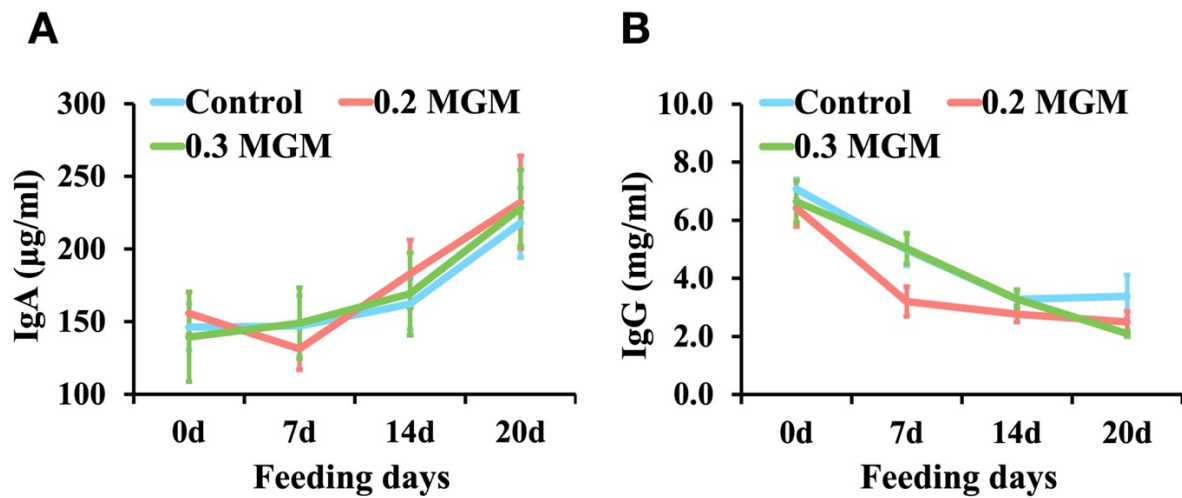 A
Control 0.2 MGM
0.3 MGM
300
250
200
150
100
IgA (μg/ml)
0d 7d 14d 20d
Feeding days
B
Control 0.2 MGM
0.3 MGM
10.0
8.0
6.0
4.0
2.0
0.0
IgG (mg/ml)
0d 7d 14d 20d
Feeding days